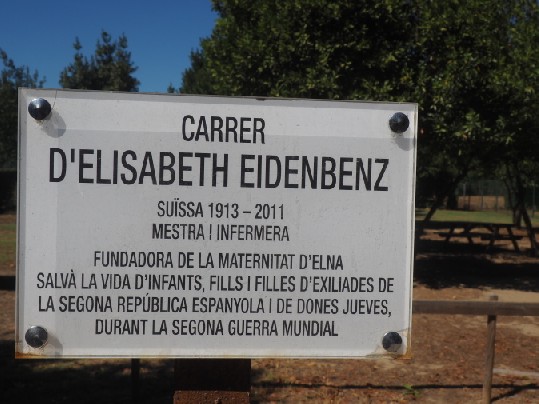 CARRER
D'ELISABETH EIDENBENZ
SUÏSSA 1913 – 2011
MESTRA I INFERMERA
FUNDADORA DE LA MATERNITAT D'ELNA
SALVÀ LA VIDA D'INFANTS, FILLS I FILLES D'EXILIADES DE
LA SEGONA REPÚBLICA ESPANYOLA I DE DONES JUEVES,
DURANT LA SEGONA GUERRA MUNDIAL